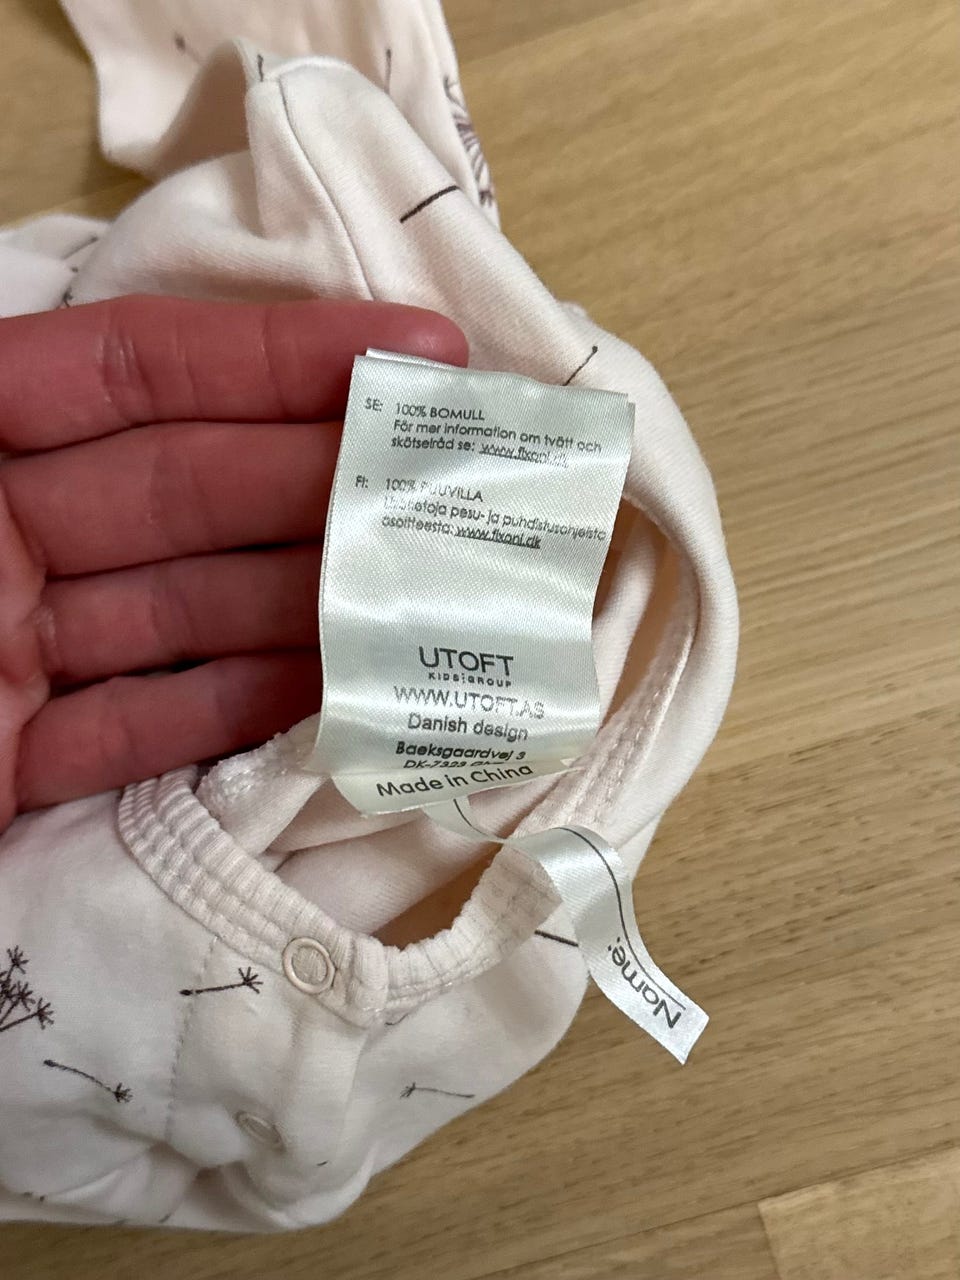 SE: 100% BOMULL
För mer information om tvätt och
skötselråd se: www.fixoni.dk
FI: 100% PUUVILLA
Lisätietoja pesu- ja puhdistusohjeista
osoitteesta: www.fixoni.dk
UTOFT
KIDS|GROUP
WWW.UTOFT.AS
Danish design
Baeksgaardvej 3
DK-7323
Made in China
Name: